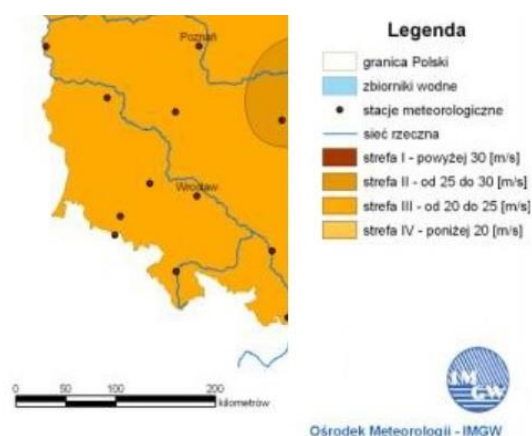 Poznań
Wrocław
0 50 100 200
kilometrów
Legenda
granica Polski
zbiorniki wodne
stacje meteorologiczne
sieć rzeczna
strefa I - powyżej 30 [m/s]
strefa II - od 25 do 30 [m/s]
strefa III - od 20 do 25 [m/s]
strefa IV - poniżej 20 [m/s]
IM
GW
Ośrodek Meteorologii - IMGW